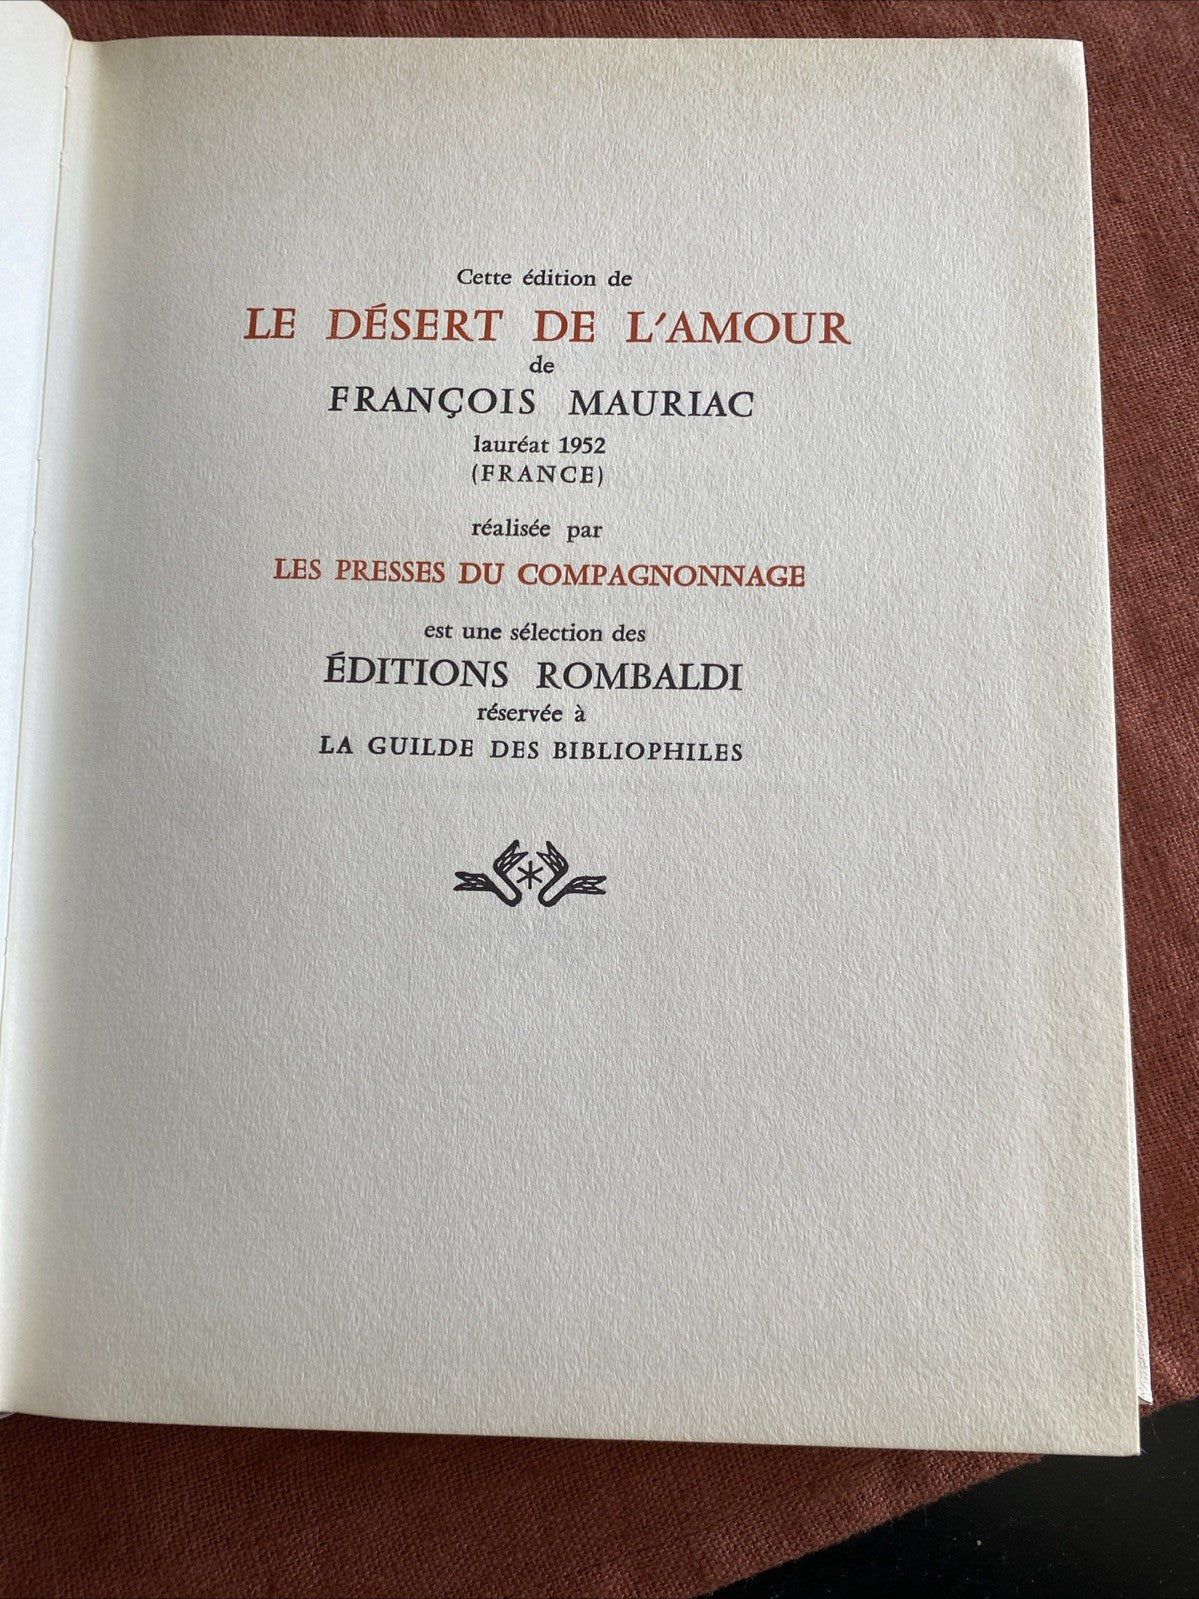 Cette édition de
LE DÉSERT DE L'AMOUR
de
FRANÇOIS MAURIAC
lauréat 1952
(FRANCE)
réalisée par
LES PRESSES DU COMPAGNONNAGE
est une sélection des
ÉDITIONS ROMBALDI
réservée à
LA GUILDE DES BIBLIOPHILES